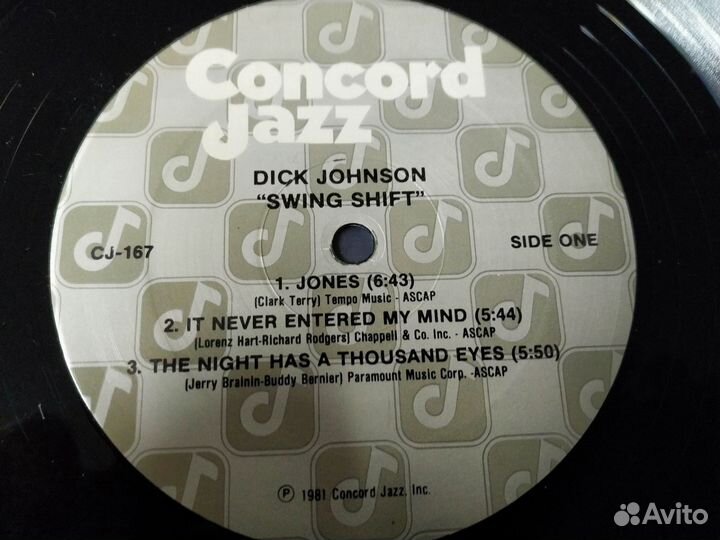 Concord
Jazz
DICK JOHNSON
"SWING SHIFT"
CJ-167
SIDE ONE
1. JONES (6:43)
(Clark Terry) Tempo Music - ASCAP
2. IT NEVER ENTERED MY MIND (5:44)
(Lorenz Hart-Richard Rodgers) Chappell & Co. Inc. - ASCAP
3. THE NIGHT HAS A THOUSAND EYES (5:50)
(Jerry Brainin-Buddy Bernier) Paramount Music Corp. -ASCAP
Ⓟ 1981 Concord Jazz, Inc.
Avito